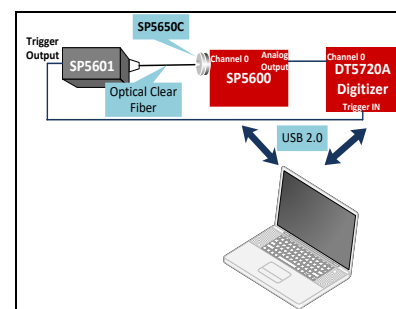 SP5650C
Trigger
Output
SP5601
Optical Clear
Fiber
Channel 0
Analog
Output
SP5600
Channel 0
DT5720A
Digitizer
Trigger IN
USB 2.0